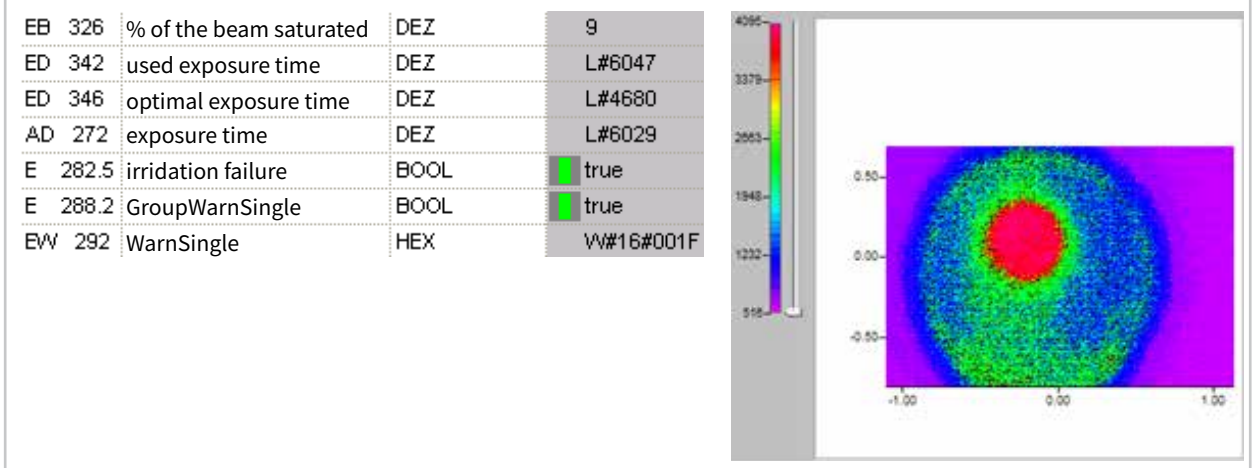 EB 326 % of the beam saturated DEZ 9
ED 342 used exposure time DEZ L#6047
ED 346 optimal exposure time DEZ L#4680
AD 272 exposure time DEZ L#6029
E 282.5 irridation failure BOOL true
E 288.2 GroupWarnSingle BOOL true
EW 292 WarnSingle HEX W#16#001F
4095
3379
2663
1948
1232
516
0.50
0.00
-0.50
-1.00 0.00 1.00